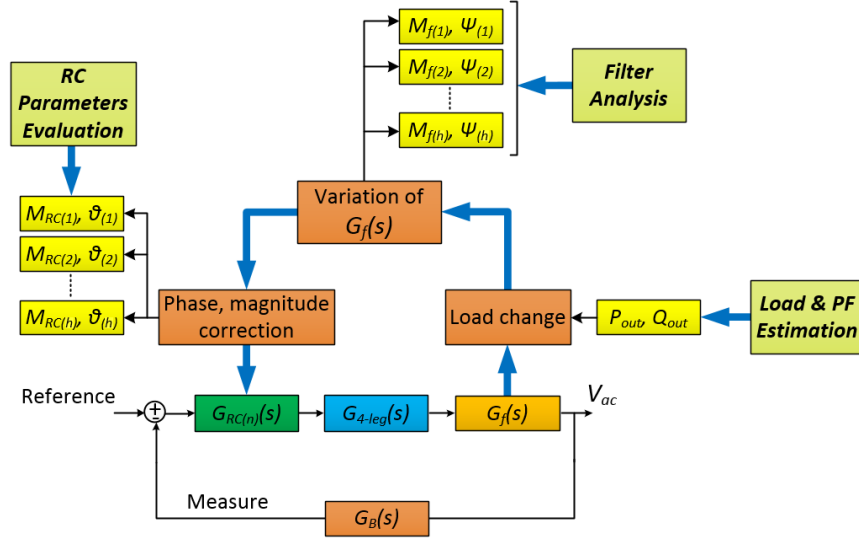 M_f(1), Ψ_(1)
M_f(2), Ψ_(2)
M_f(h), Ψ_(h)
Filter
Analysis
RC
Parameters
Evaluation
M_RC(1), ϑ_(1)
M_RC(2), ϑ_(2)
M_RC(h), ϑ_(h)
Variation of
G_f(s)
Phase, magnitude
correction
Load change
P_out, Q_out
Load & PF
Estimation
Reference
+
G_RC(n)(s)
G_4-leg(s)
G_f(s)
V_ac
Measure
G_B(s)